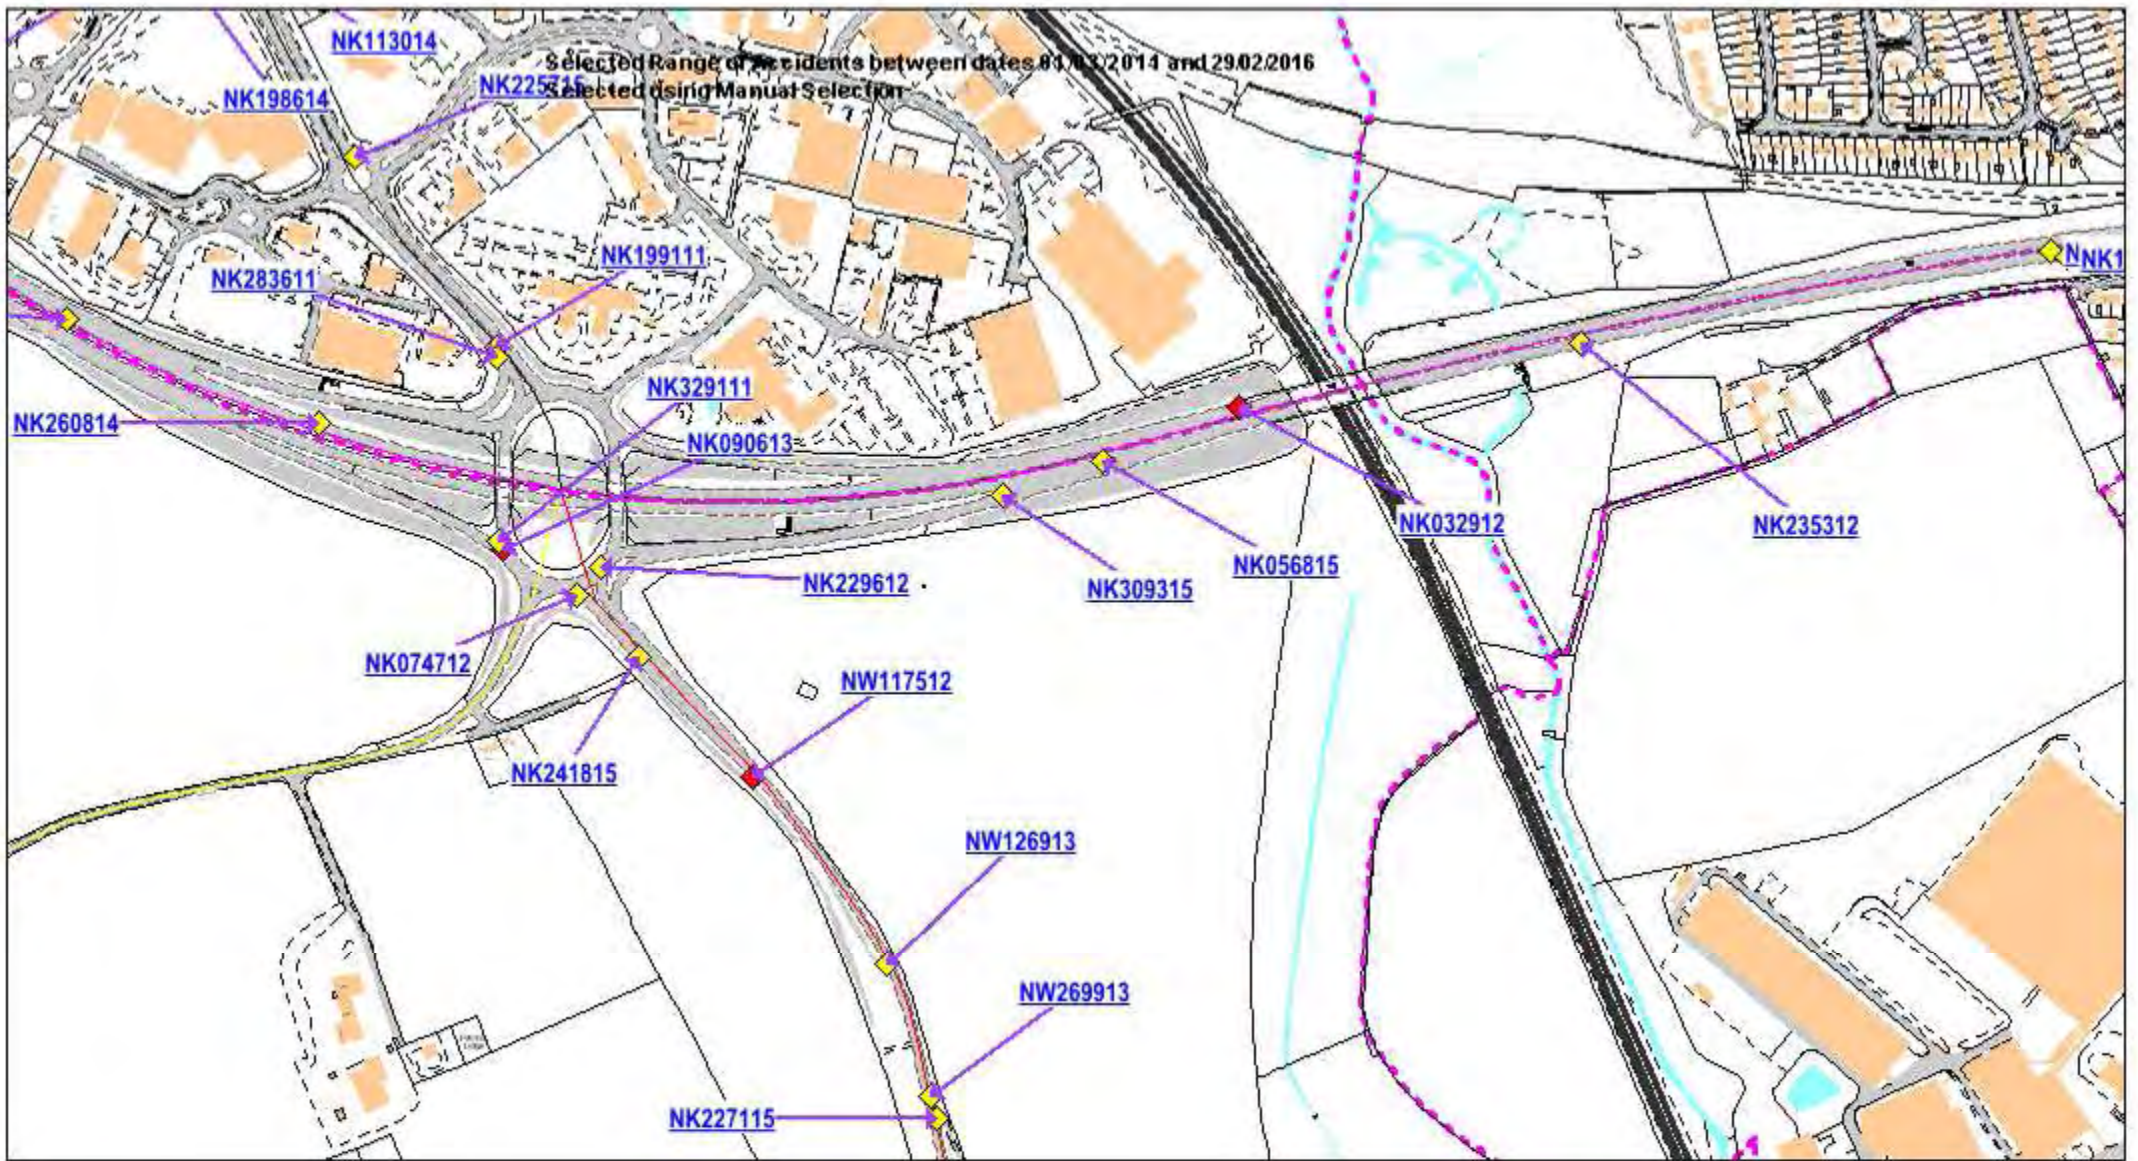 NK113014
Selected Range of Accidents between dates 01/03/2014 and 29/02/2016
NK225715
Selected using Manual Selection
NK198614
NK199111
NK283611
NNK1
NK329111
NK260814
NK090613
NK032912
NK235312
NK056815
NK229612
NK309315
NK074712
NW117512
NK241815
NW126913
NW269913
NK227115